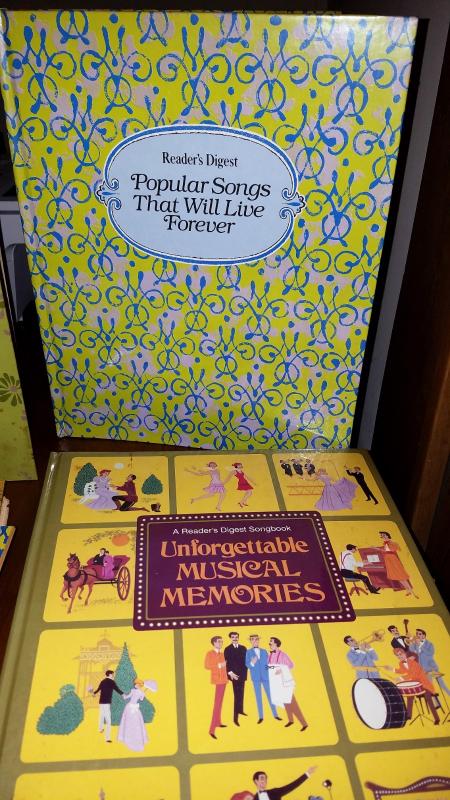 Reader's Digest
Popular Songs
That Will Live
Forever
A Reader's Digest Songbook
Unforgettable
MUSICAL
MEMORIES